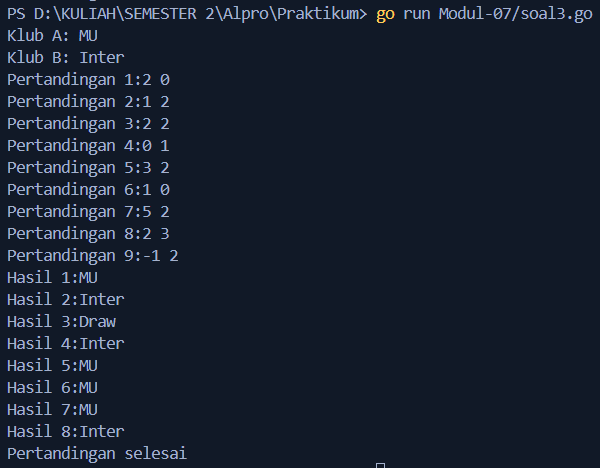 PS D:\KULIAH\SEMESTER 2\Alpro\Praktikum> go run Modul-07/soal3.go
Klub A: MU
Klub B: Inter
Pertandingan 1:2 0
Pertandingan 2:1 2
Pertandingan 3:2 2
Pertandingan 4:0 1
Pertandingan 5:3 2
Pertandingan 6:1 0
Pertandingan 7:5 2
Pertandingan 8:2 3
Pertandingan 9:-1 2
Hasil 1:MU
Hasil 2:Inter
Hasil 3:Draw
Hasil 4:Inter
Hasil 5:MU
Hasil 6:MU
Hasil 7:MU
Hasil 8:Inter
Pertandingan selesai